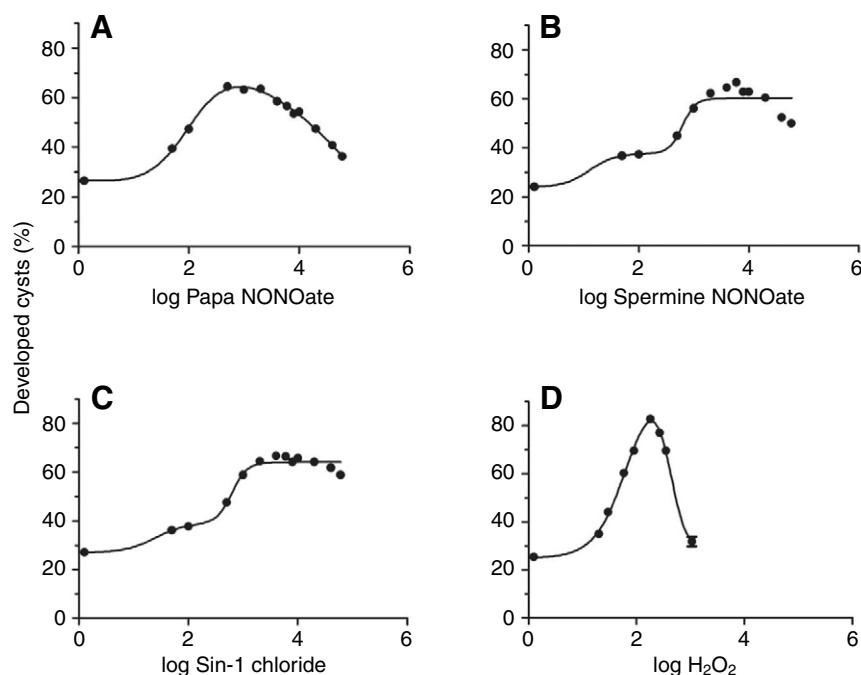 A
80
60
40
20
0
0 2 4 6
log Papa NONOate
B
80
60
40
20
0
0 2 4 6
log Spermine NONOate
Developed cysts (%)
C
80
60
40
20
0
0 2 4 6
log Sin-1 chloride
D
80
60
40
20
0
0 2 4 6
log H₂O₂